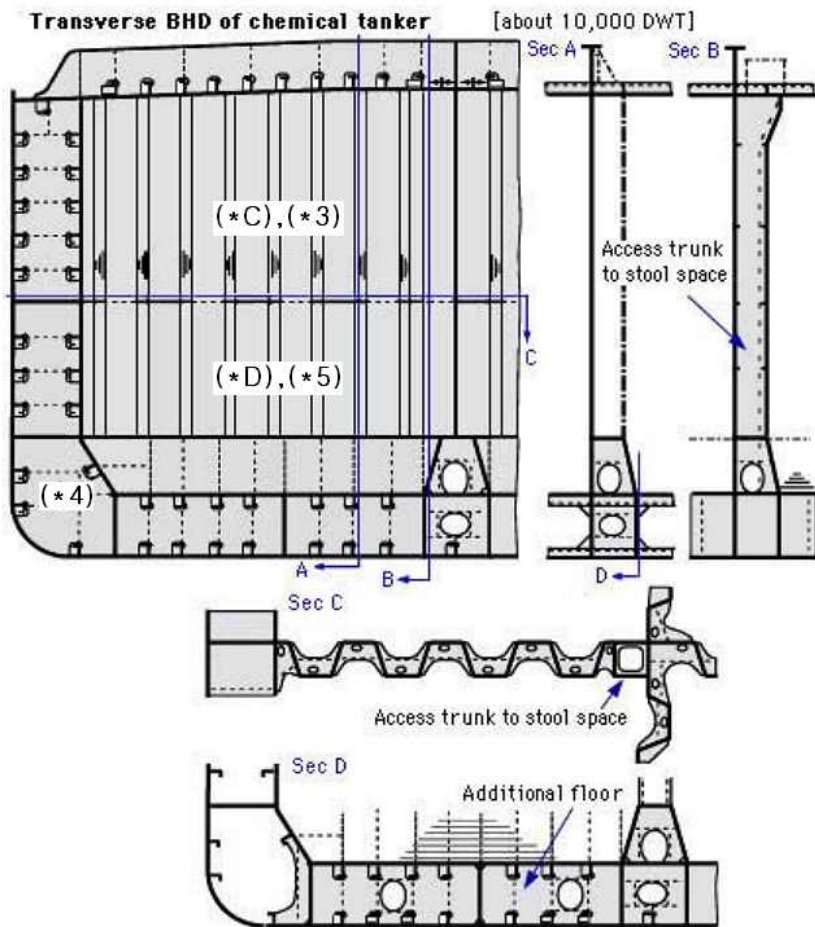 Transverse BHD of chemical tanker [about 10,000 DWT]
Sec A
Sec B
(*C),(*3)
Access trunk
to stool space
C
(*D),(*5)
(*4)
A
B
D
Sec C
Access trunk to stool space
Sec D
Additional floor